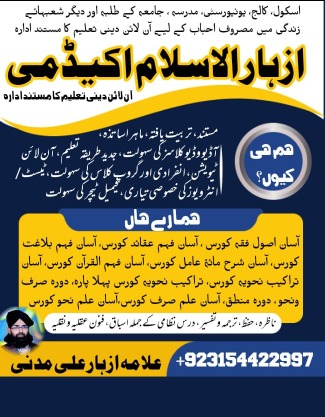 اسکول، کالج، یونیورسٹی، مدرسہ، جامعہ کے طلبہ اور دیگر شعبہائے
زندگی میں مصروف احباب کے لیے آن لائن دینی تعلیم کا مستند ادارہ
ازہار الاسلام اکیڈمی
آن لائن دینی تعلیم کا مستند ادارہ
مستند، تربیت یافتہ، ماہر اساتذہ،
آڈیو ویڈیو کلاسز کی سہولت، جدید طریقہ تعلیم، آن لائن
ٹیویشن، انفرادی اور گروپ کلاس کی سہولت، ٹیسٹ/
انٹرویوز کی خصوصی تیاری، فیمیل ٹیچر کی سہولت
ہم ہی
کیوں؟
ہمارے ہاں
آسان اصول فقہ کورس، آسان فہم عقائد کورس، آسان فہم بلاغت
کورس، آسان شرح مائۃ عامل کورس، آسان فہم القرآن کورس، آسان
تراکیب نحویہ کورس، تراکیب نحویہ کورس پہلا پارہ، دورہ صرف
ونحو، دورہ منطق، آسان علم صرف کورس، آسان علم نحو کورس
ناظرہ، حفظ، ترجمہ و تفسیر، درس نظامی کے جملہ اسباق، فنون عقلیہ و نقلیہ
علامہ ازہار علی مدنی
+923154422997